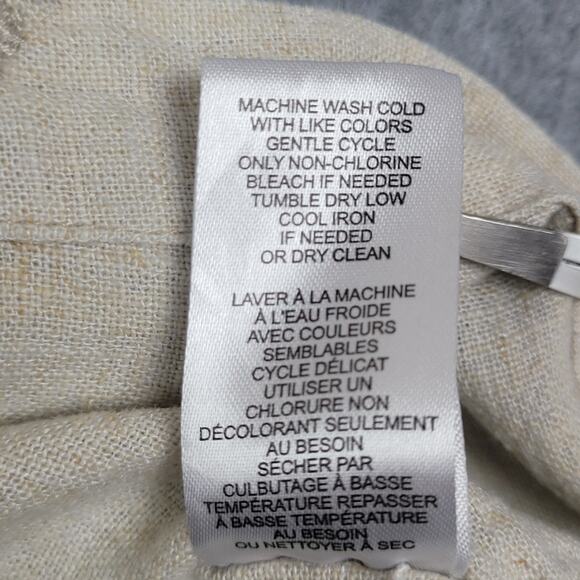 MACHINE WASH COLD
WITH LIKE COLORS
GENTLE CYCLE
ONLY NON-CHLORINE
BLEACH IF NEEDED
TUMBLE DRY LOW
COOL IRON
IF NEEDED
OR DRY CLEAN
LAVER À LA MACHINE
À L'EAU FROIDE
AVEC COULEURS
SEMBLABLES
CYCLE DÉLICAT
UTILISER UN
CHLORURE NON
DÉCOLORANT SEULEMENT
AU BESOIN
SÉCHER PAR
CULBUTAGE À BASSE
TEMPÉRATURE REPASSER
À BASSE TEMPÉRATURE
AU BESOIN
OU NETTOYER À SEC